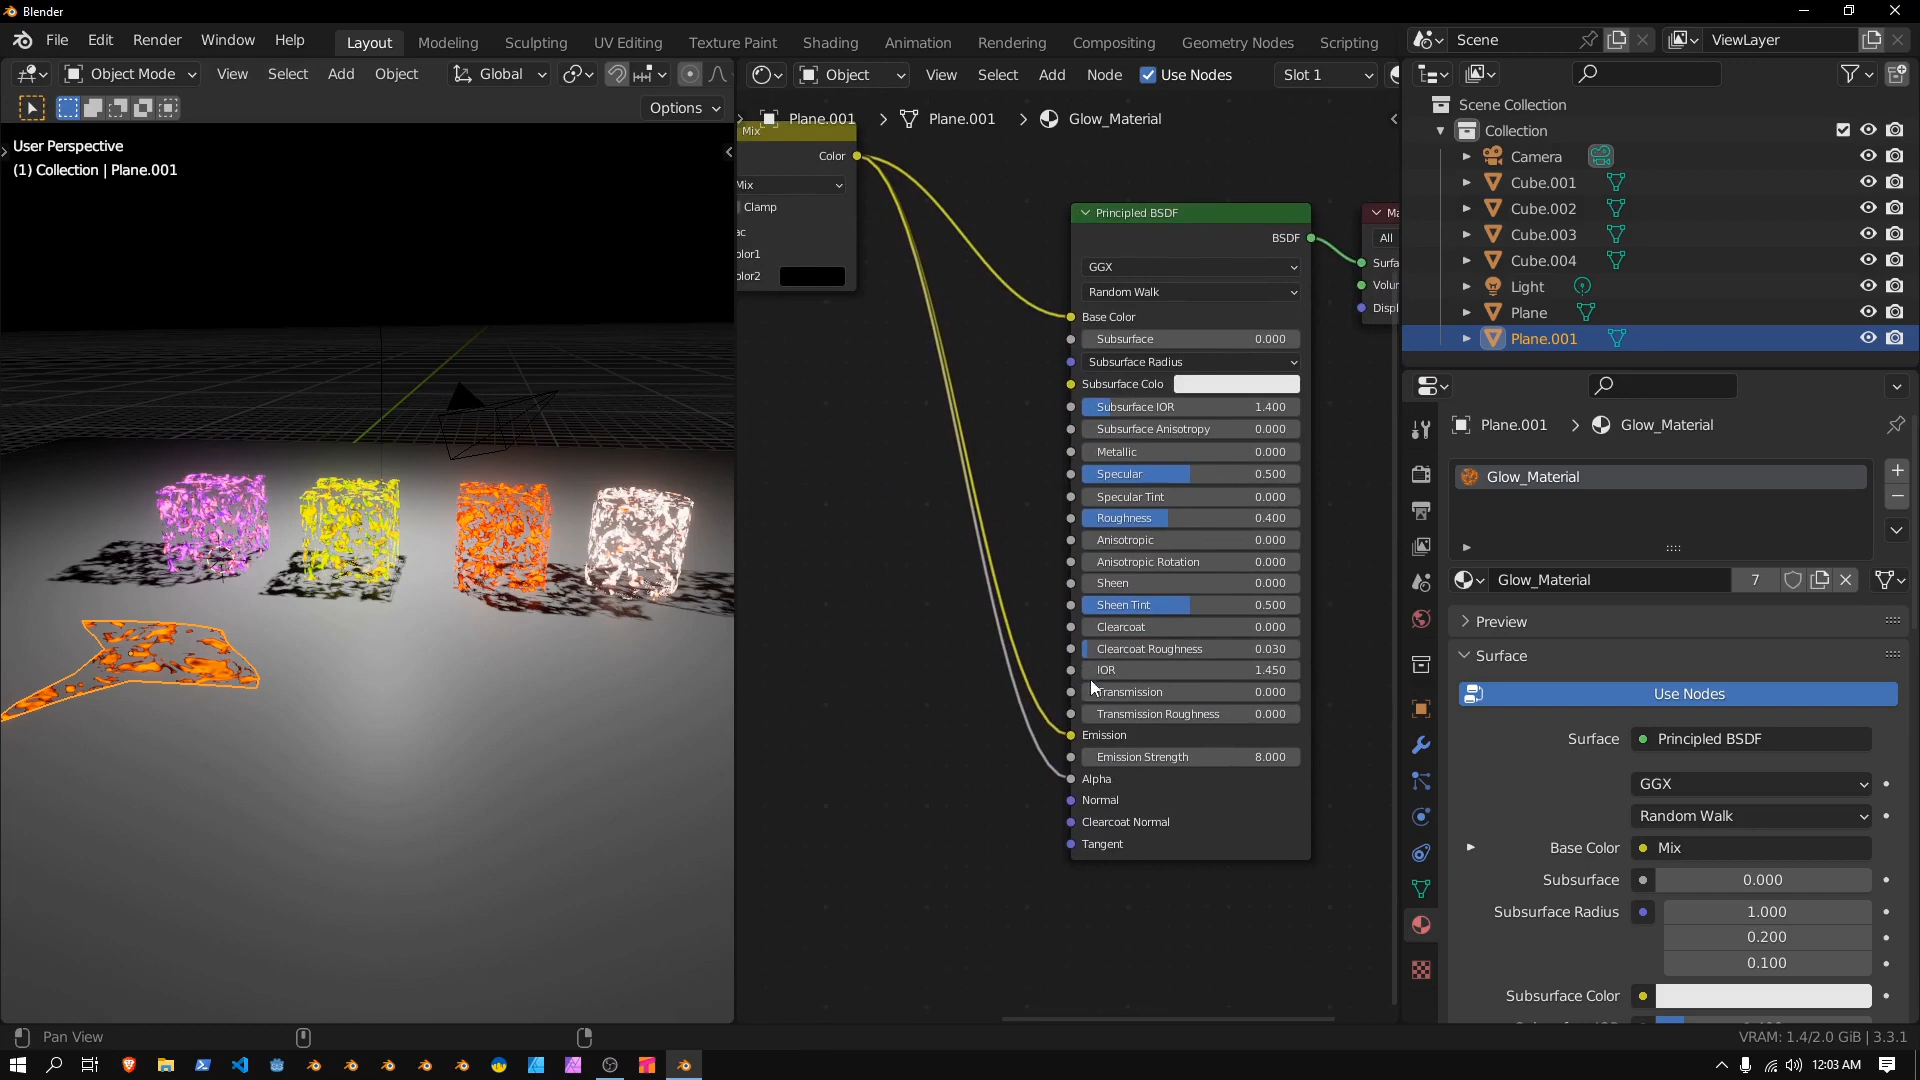 Blender
File Edit Render Window Help Layout Modeling Sculpting UV Editing Texture Paint Shading Animation Rendering Compositing Geometry Nodes Scripting Scene ViewLayer
Object Mode View Select Add Object Global Object View Select Add Node Use Nodes Slot 1
Options
User Perspective
(1) Collection | Plane.001
Plane.001 > Plane.001 > Glow_Material
Mix
Color
Mix
Clamp
ac
olor1
olor2
Principled BSDF
BSDF
GGX
Random Walk
Base Color
Subsurface 0.000
Subsurface Radius
Subsurface Colo
Subsurface IOR 1.400
Subsurface Anisotropy 0.000
Metallic 0.000
Specular 0.500
Specular Tint 0.000
Roughness 0.400
Anisotropic 0.000
Anisotropic Rotation 0.000
Sheen 0.000
Sheen Tint 0.500
Clearcoat 0.000
Clearcoat Roughness 0.030
IOR 1.450
Transmission 0.000
Transmission Roughness 0.000
Emission
Emission Strength 8.000
Alpha
Normal
Clearcoat Normal
Tangent
Ma
All
Surfa
Volun
Displ
Scene Collection
Collection
Camera
Cube.001
Cube.002
Cube.003
Cube.004
Light
Plane
Plane.001
Plane.001 > Glow_Material
Glow_Material
Glow_Material 7
Preview
Surface
Use Nodes
Surface Principled BSDF
GGX
Random Walk
Base Color Mix
Subsurface 0.000
Subsurface Radius 1.000
0.200
0.100
Subsurface Color
Pan View
VRAM: 1.4/2.0 GiB | 3.3.1
12:03 AM